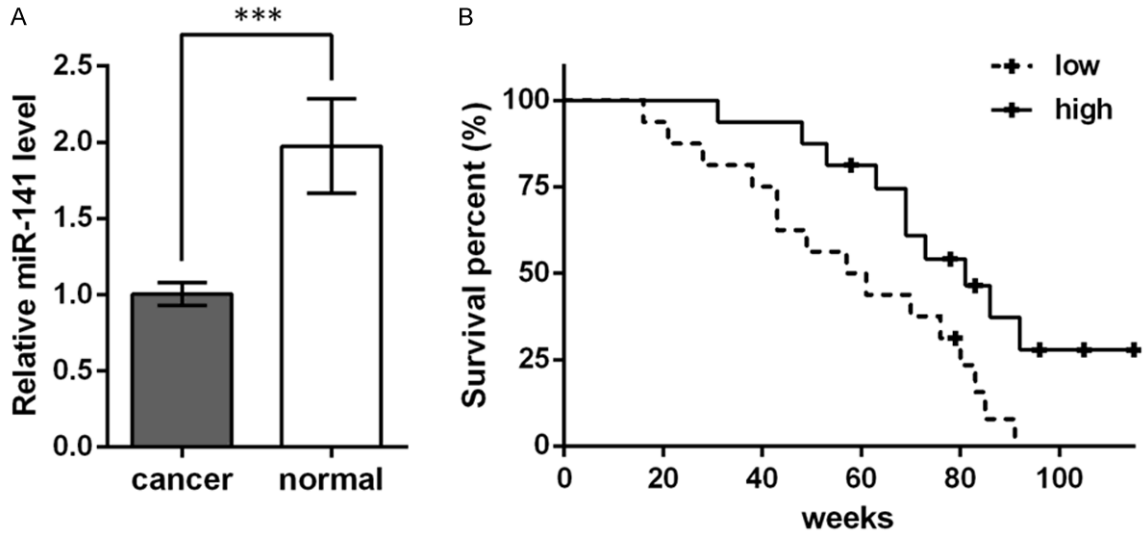 A
***
2.5
2.0
1.5
1.0
0.5
0.0
Relative miR-141 level
cancer normal
B
low
high
100
75
50
25
0
Survival percent (%)
0 20 40 60 80 100
weeks